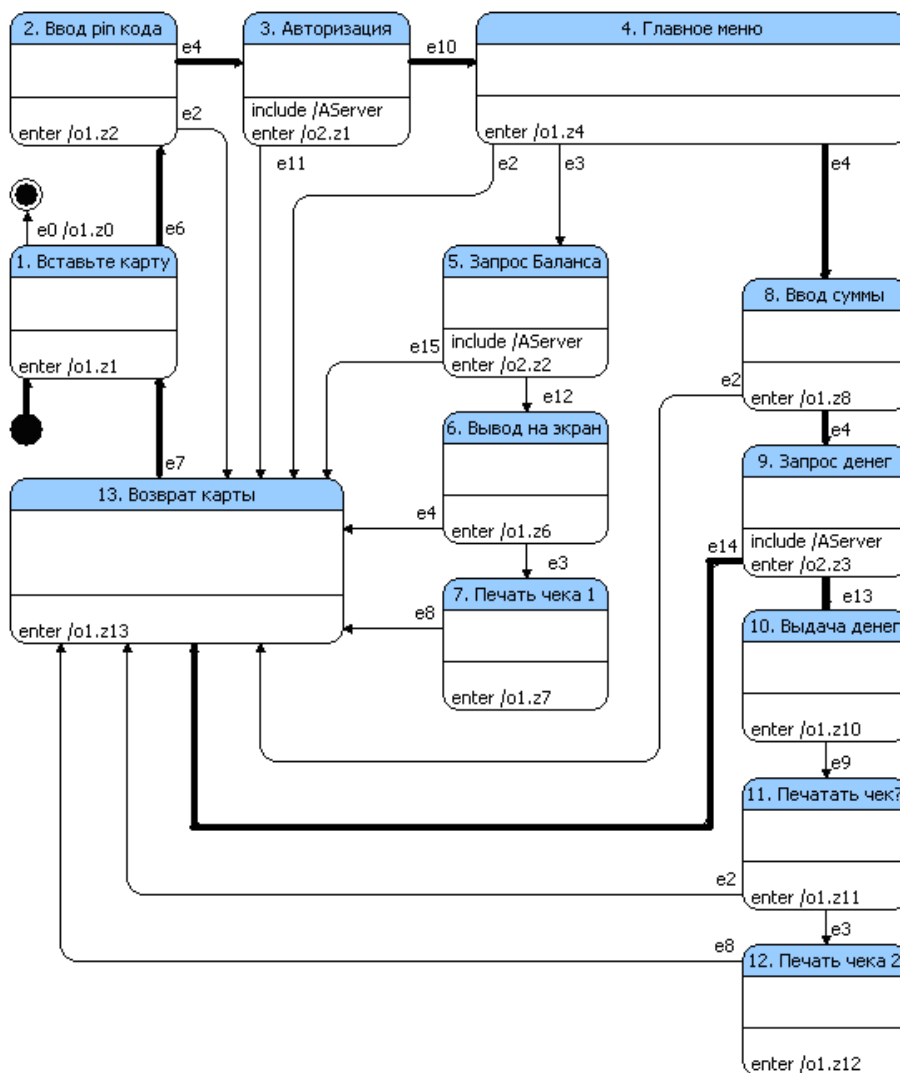 2. Ввод pin кода
enter /o1.z2
e4
3. Авторизация
include /AServer
enter /o2.z1
e10
4. Главное меню
enter /o1.z4
e2
e11
e2
e3
e4
e0 /o1.z0
e6
1. Вставьте карту
enter /o1.z1
5. Запрос Баланса
include /AServer
enter /o2.z2
e15
e12
8. Ввод суммы
enter /o1.z8
e2
e4
6. Вывод на экран
enter /o1.z6
e4
e3
9. Запрос денег
include /AServer
enter /o2.z3
e14
e13
e7
13. Возврат карты
enter /o1.z13
7. Печать чека 1
enter /o1.z7
e8
10. Выдача денег
enter /o1.z10
e9
11. Печатать чек?
enter /o1.z11
e2
e3
e8
12. Печать чека 2
enter /o1.z12